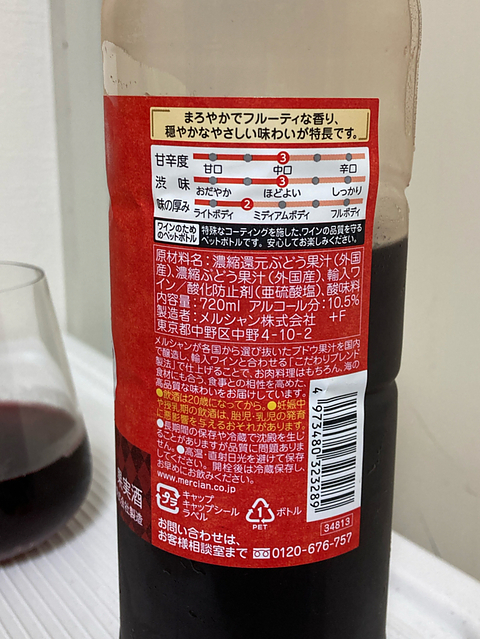 まろやかでフルーティな香り、
穏やかなやさしい味わいが特長です。
甘辛度 3
甘口 中口 辛口
渋味 3
おだやか ほどよい しっかり
味の厚み 2
ライトボディ ミディアムボディ フルボディ
ワインのための
ペットボトル
特殊なコーティングを施した、ワインの品質を守る
ペットボトルです。安心してお楽しみください。
原材料名:濃縮還元ぶどう果汁(外国
産)、濃縮ぶどう果汁(外国産)、輸入ワ
イン/酸化防止剤(亜硫酸塩)、酸味料
内容量:720ml アルコール分:10.5%
製造者:メルシャン株式会社 +F
東京都中野区中野4-10-2
メルシャンが各国から選び抜いたブドウ果汁を国内
で醸造し、輸入ワインと合わせる「こだわりブレンド
製法」で仕上げることで、お肉料理はもちろん、海の
食材にも合う、食事との相性を高めた、
高品質な味わいをお届けしています。
●飲酒は20歳になってから。●妊娠中
や授乳期の飲酒は、胎児・乳児の発育
に悪影響を与えるおそれがあります。
●長期間の保存や冷蔵で沈殿を生じ
ることがありますが品質に問題ありま
せん。●高温・直射日光を避けて保存
してください。開栓後は冷蔵保存し、
お早めにお飲みください。
www.mercian.co.jp
4973480323289
果実酒
プラ
キャップ
キャップシール
ラベル
1
PET
ボトル
34813
お問い合わせは、
お客様相談室まで 0120-676-757